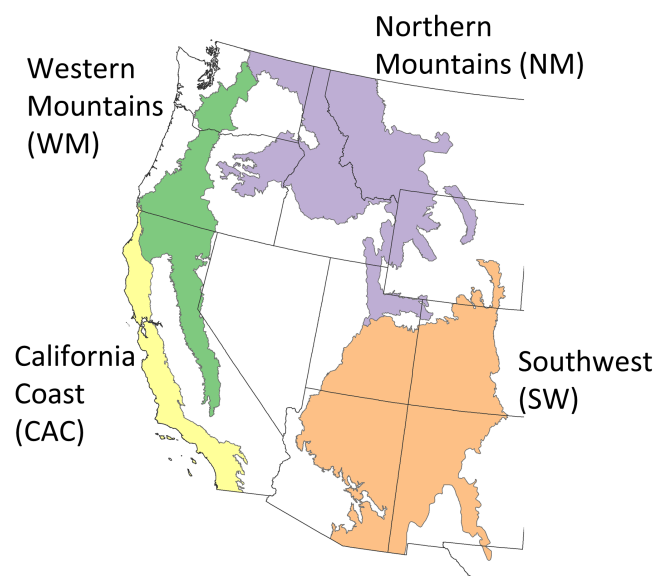 Northern
Mountains (NM)
Western
Mountains
(WM)
California
Coast
(CAC)
Southwest
(SW)